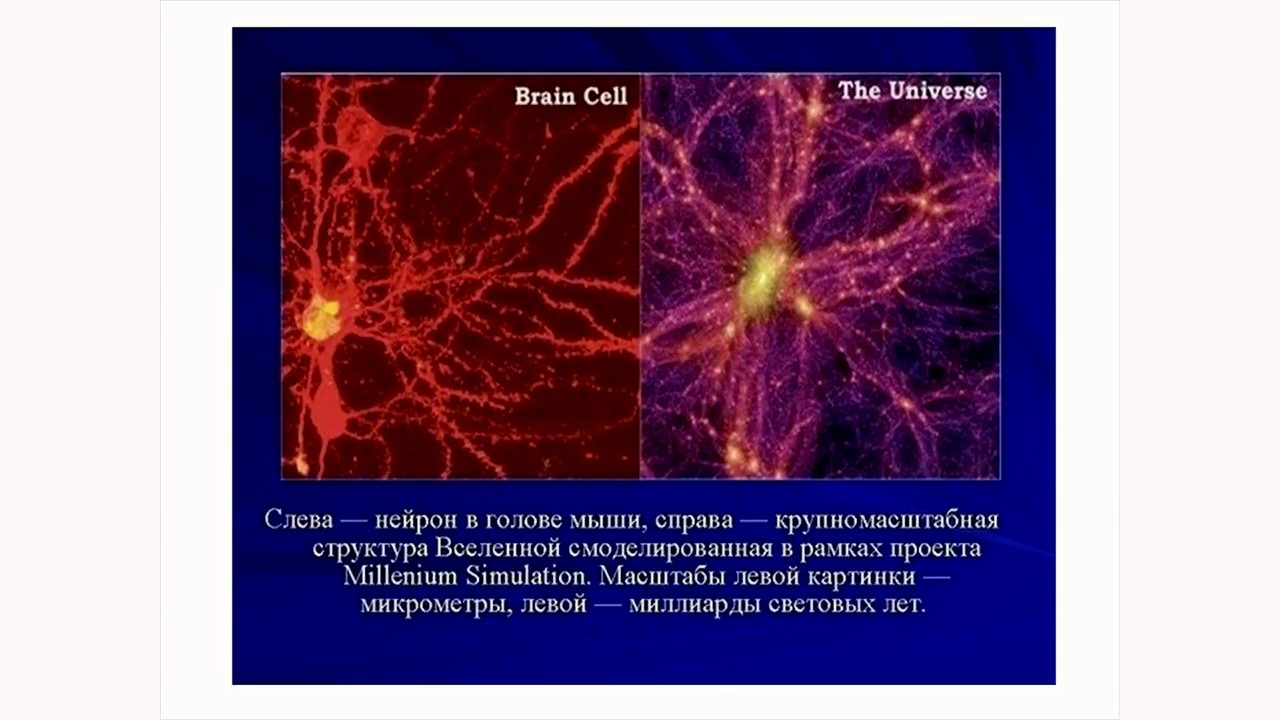 Brain Cell
The Universe
Слева — нейрон в голове мыши, справа — крупномасштабная
структура Вселенной смоделированная в рамках проекта
Millenium Simulation. Масштабы левой картинки —
микрометры, левой — миллиарды световых лет.